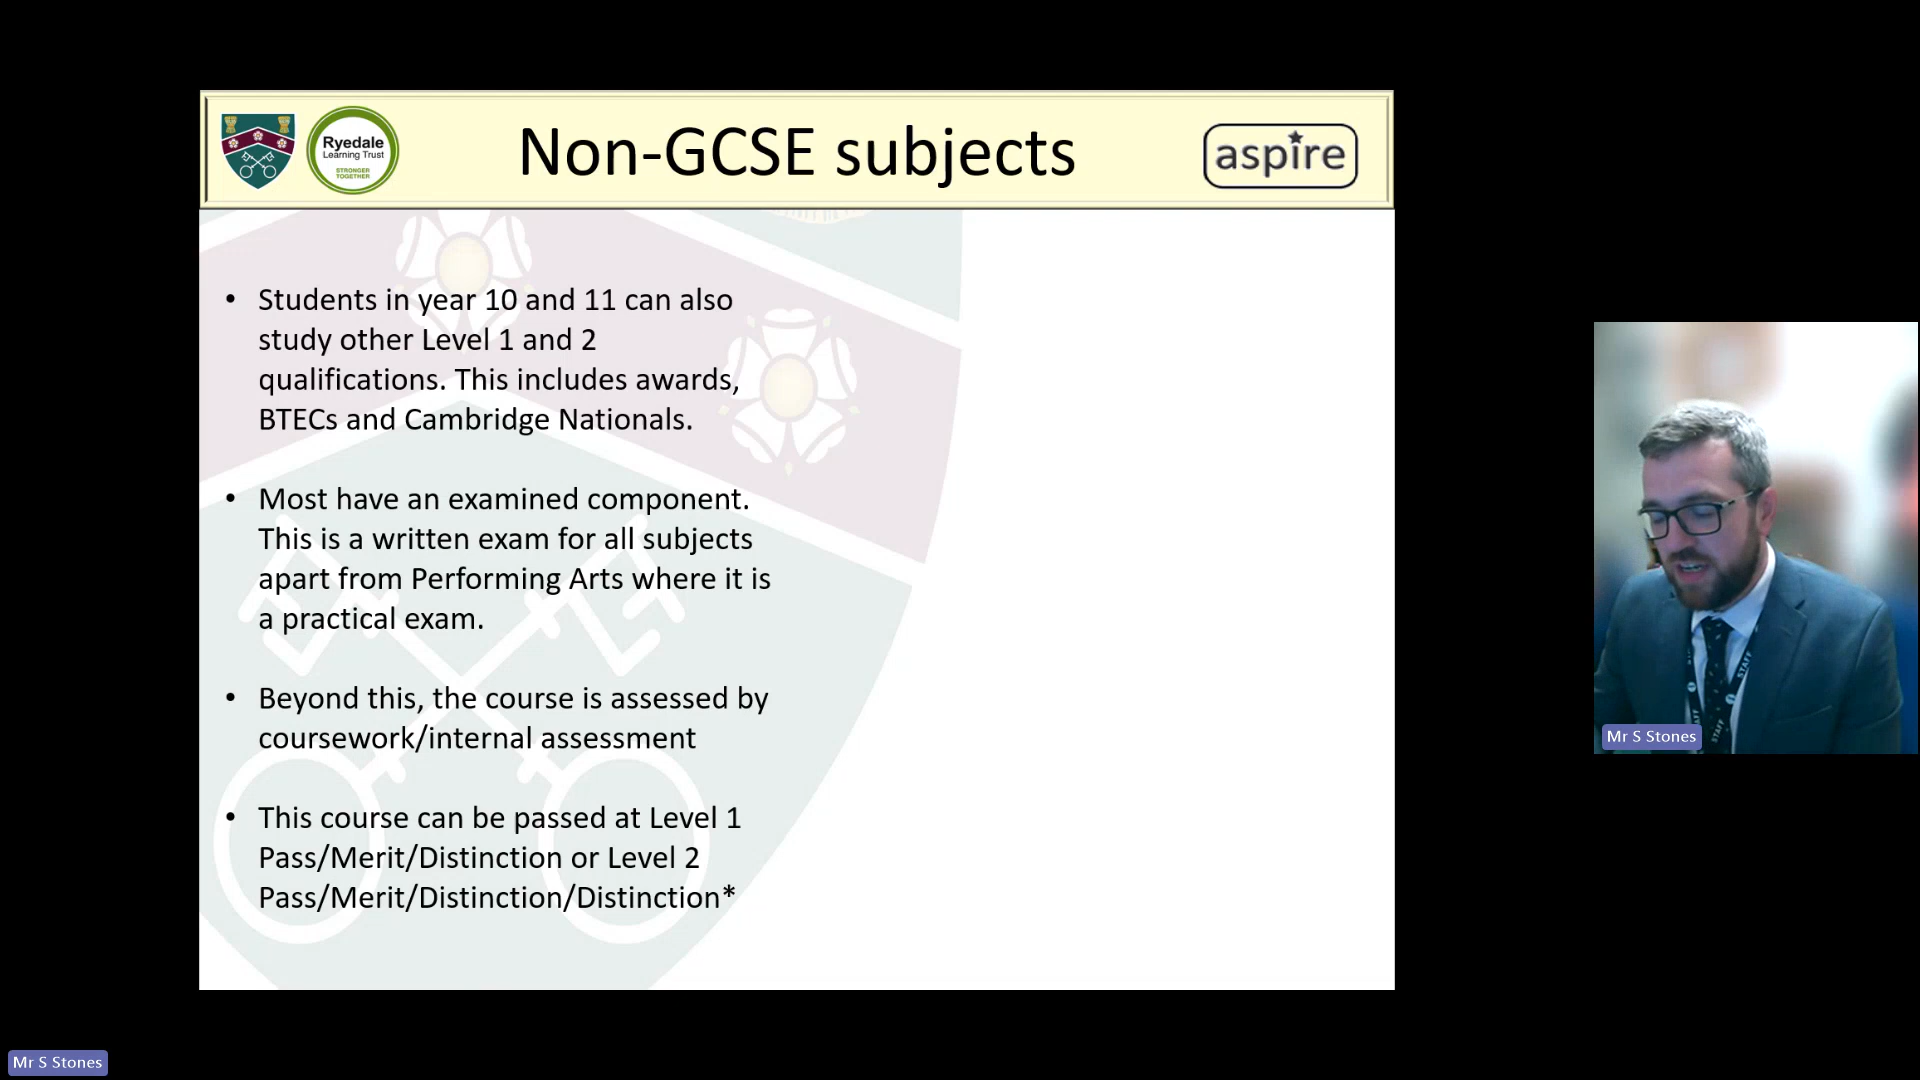 Ryedale
Learning Trust
STRONGER
TOGETHER
Non-GCSE subjects
aspire
• Students in year 10 and 11 can also
study other Level 1 and 2
qualifications. This includes awards,
BTECs and Cambridge Nationals.
• Most have an examined component.
This is a written exam for all subjects
apart from Performing Arts where it is
a practical exam.
• Beyond this, the course is assessed by
coursework/internal assessment
• This course can be passed at Level 1
Pass/Merit/Distinction or Level 2
Pass/Merit/Distinction/Distinction*
STAFF
STAFF
STAFF
Mr S Stones
Mr S Stones